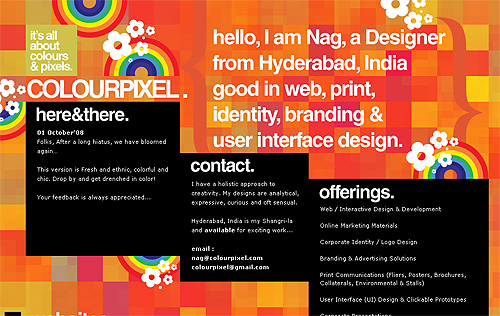 it's all
about
colours
& pixels.
COLOURPIXEL.
hello, I am Nag, a Designer
from Hyderabad, India
good in web, print,
identity, branding &
user interface design.
here&there.
01 October'08
Folks, After a long hiatus, we have bloomed
again...
This version is Fresh and ethnic, colorful and
chic. Drop by and get drenched in color!
Your feedback is always appreciated...
contact.
I have a holistic approach to
creativity. My designs are analytical,
expressive, curious and oft sensual.
Hyderabad, India is my Shangri-la
and available for exciting work...
email :
nag@colourpixel.com
colourpixel@gmail.com
offerings.
Web / Interactive Design & Development
Online Marketing Materials
Corporate Identity / Logo Design
Branding & Advertising Solutions
Print Communications (Fliers, Posters, Brochures,
Collaterals, Environmental & Stalls)
User Interface (UI) Design & Clickable Prototypes
Corporate Presentations
websites